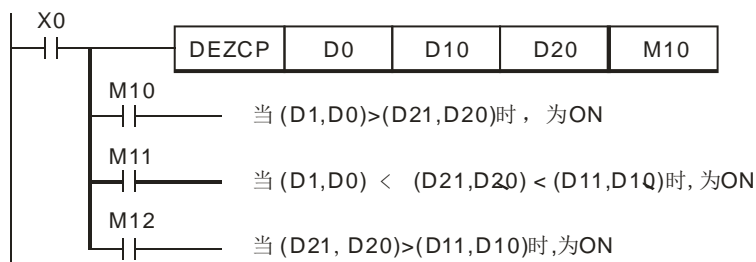 X0
DEZCP D0 D10 D20 M10
M10
当(D1,D0)>(D21,D20)时，为ON
M11
当(D1,D0) < (D21,D20) < (D11,D10)时,为ON
M12
当(D21, D20)>(D11,D10)时,为ON